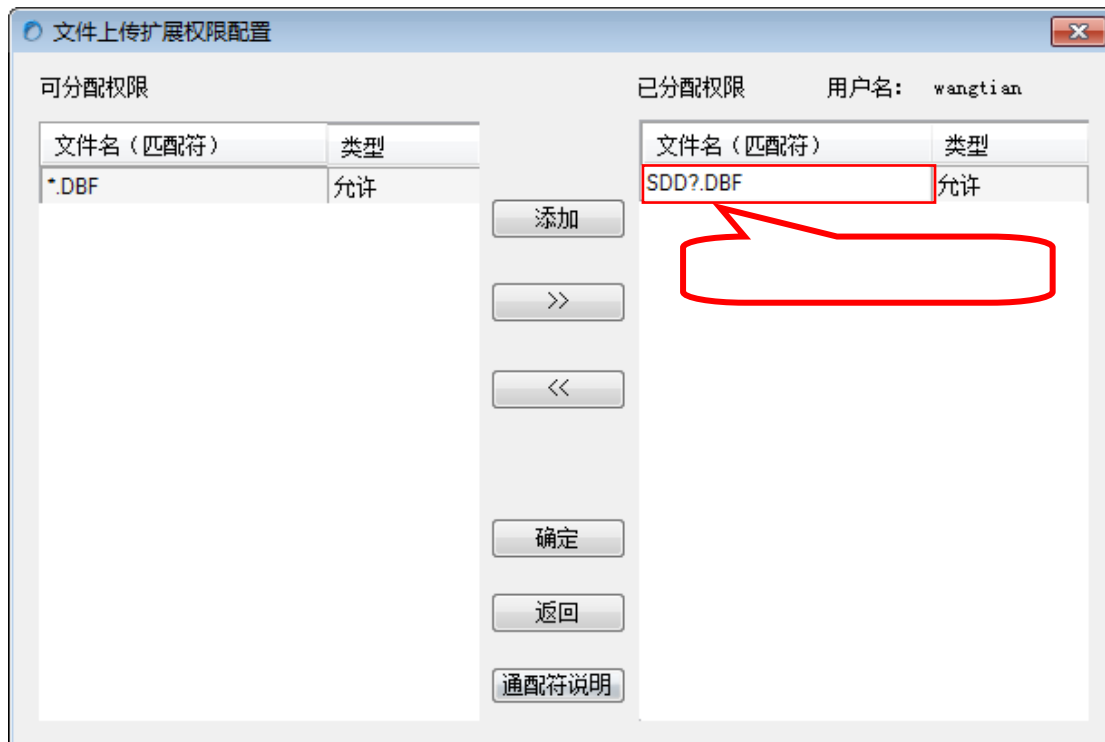 文件上传扩展权限配置
可分配权限
已分配权限 用户名: wangtian
文件名（匹配符） 类型
*.DBF 允许
文件名（匹配符） 类型
SDD?.DBF 允许
添加
>>
<<
确定
返回
通配符说明